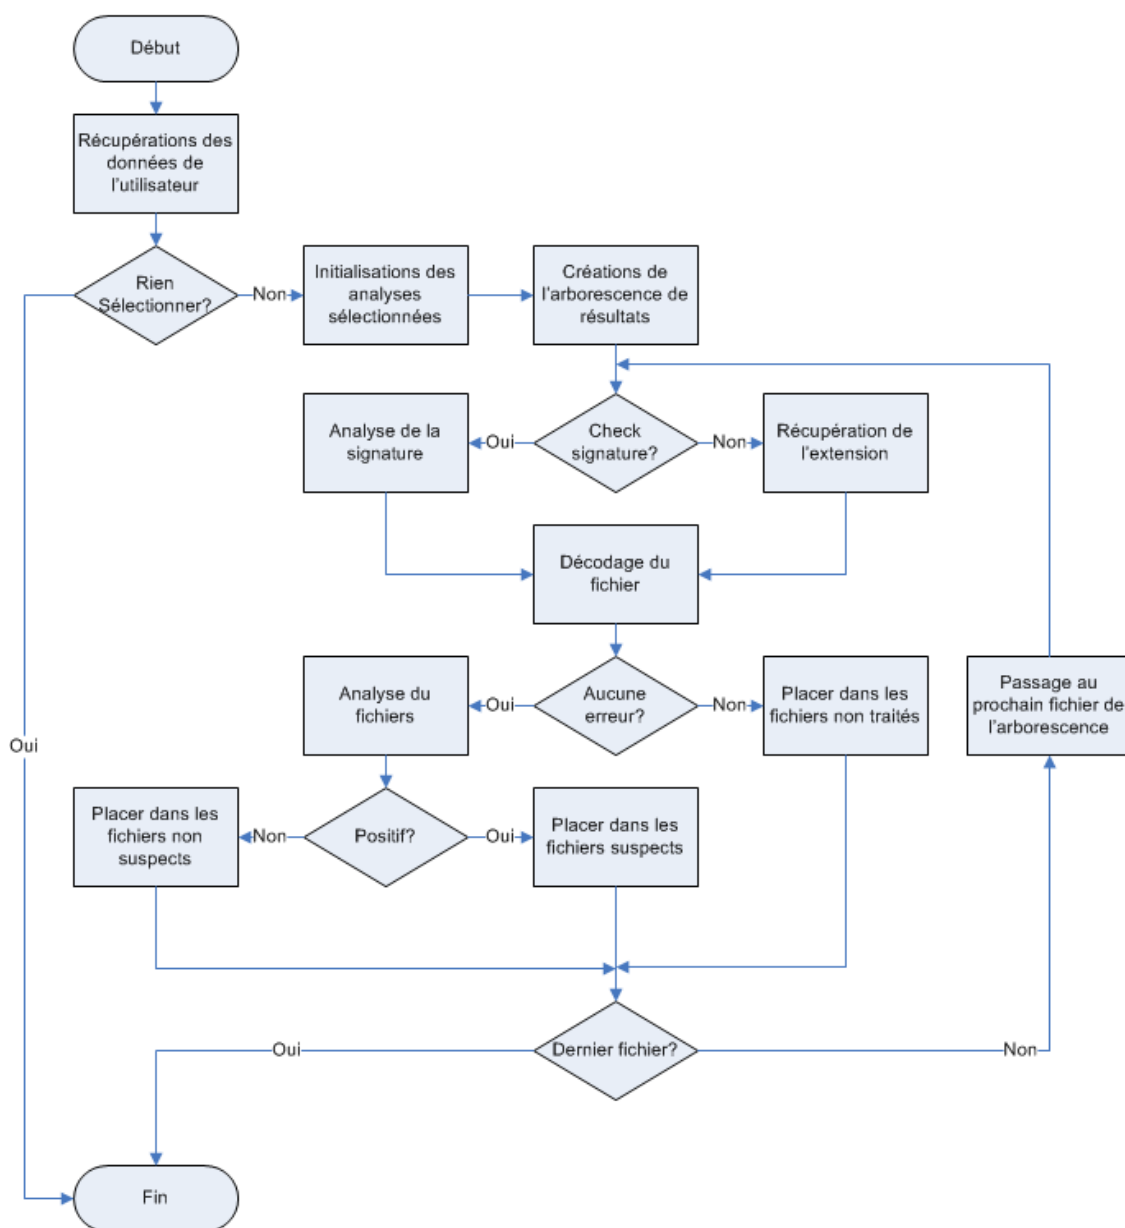 Début
Récupérations des
données de
l'utilisateur
Rien
Sélectionner?
Non
Initialisations des
analyses
sélectionnées
Créations de
l'arborescence de
résultats
Analyse de la
signature
Oui
Check
signature?
Non
Récupération de
l'extension
Décodage du
fichier
Analyse du
fichiers
Oui
Aucune
erreur?
Non
Placer dans les
fichiers non traités
Passage au
prochain fichier de
l'arborescence
Oui
Placer dans les
fichiers non
suspects
Non
Positif?
Oui
Placer dans les
fichiers suspects
Oui
Dernier fichier?
Non
Fin